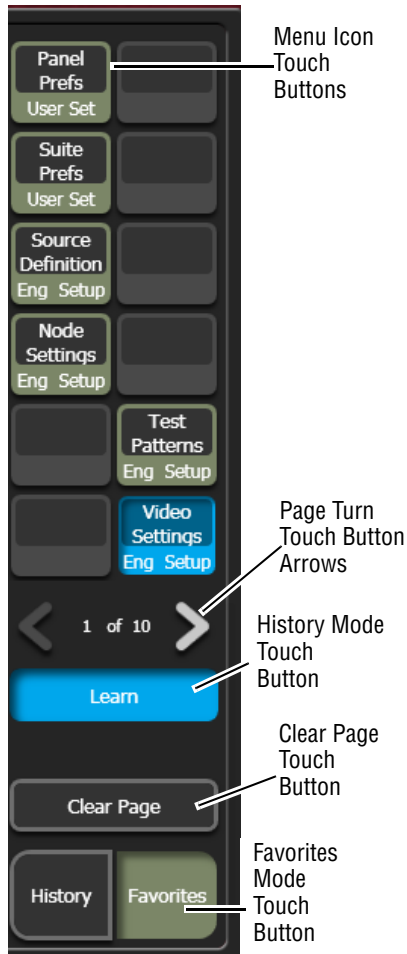 Panel
Prefs
User Set
Menu Icon
Touch
Buttons
Suite
Prefs
User Set
Source
Definition
Eng Setup
Node
Settings
Eng Setup
Test
Patterns
Eng Setup
Video
Settings
Eng Setup
Page Turn
Touch Button
Arrows
1 of 10
History Mode
Touch
Button
Learn
Clear Page
Touch
Button
Clear Page
Favorites
Mode
Touch
Button
History
Favorites